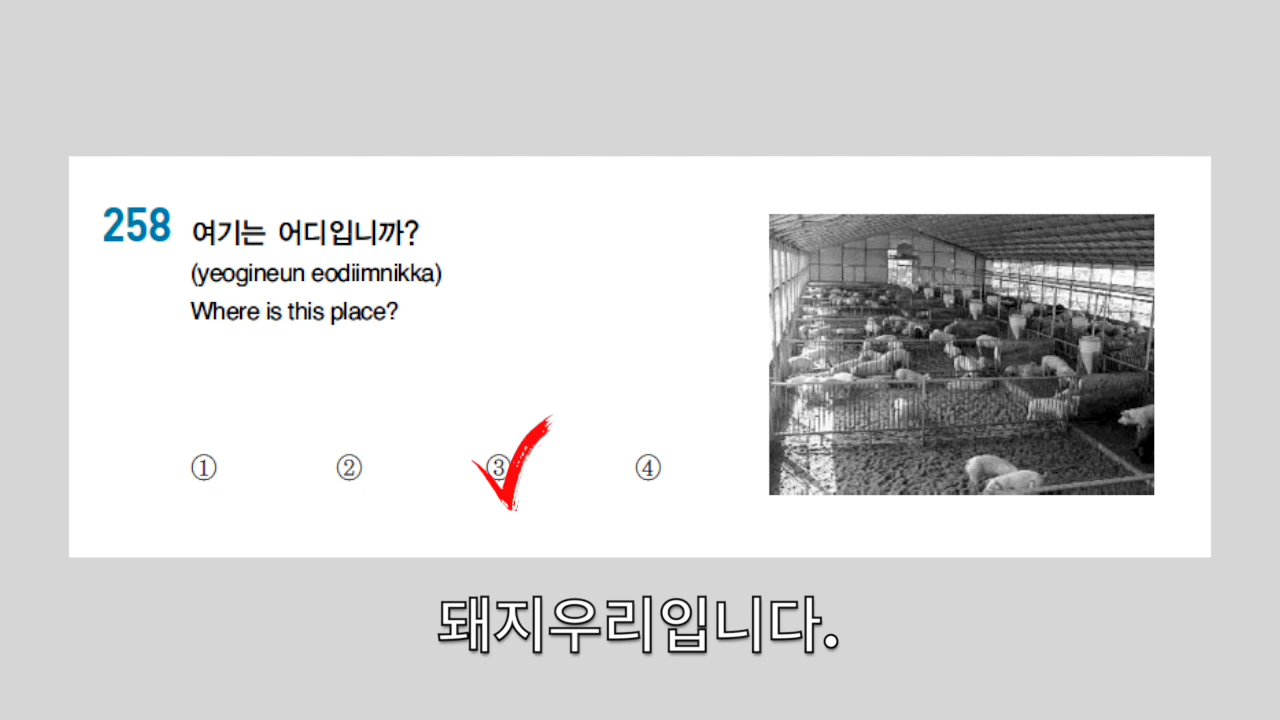 258 여기는 어디입니까?
(yeogineun eodiimnikka)
Where is this place?
① ② ③ ④
돼지우리입니다.